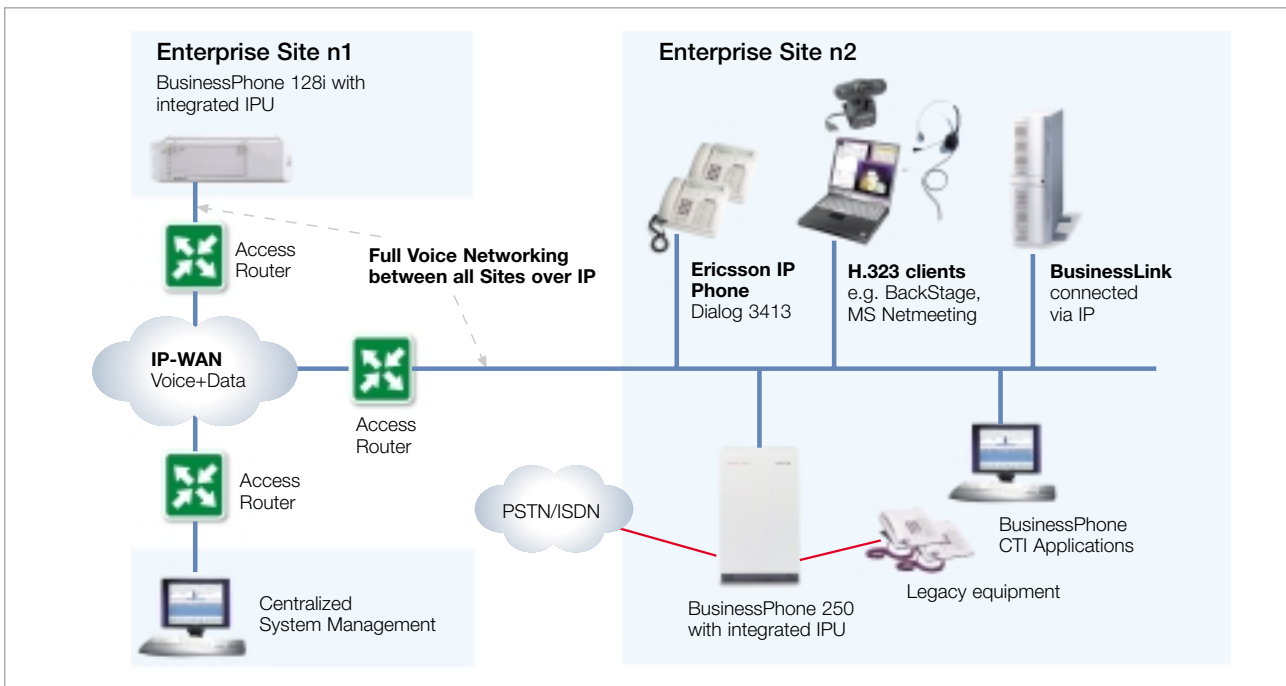 Enterprise Site n1
BusinessPhone 128i with
integrated IPU
Access
Router
Full Voice Networking
between all Sites over IP
IP-WAN
Voice+Data
Access
Router
Access
Router
Centralized
System Management
Enterprise Site n2
Ericsson IP
Phone
Dialog 3413
H.323 clients
e.g. BackStage,
MS Netmeeting
BusinessLink
connected
via IP
PSTN/ISDN
BusinessPhone 250
with integrated IPU
Legacy equipment
BusinessPhone
CTI Applications